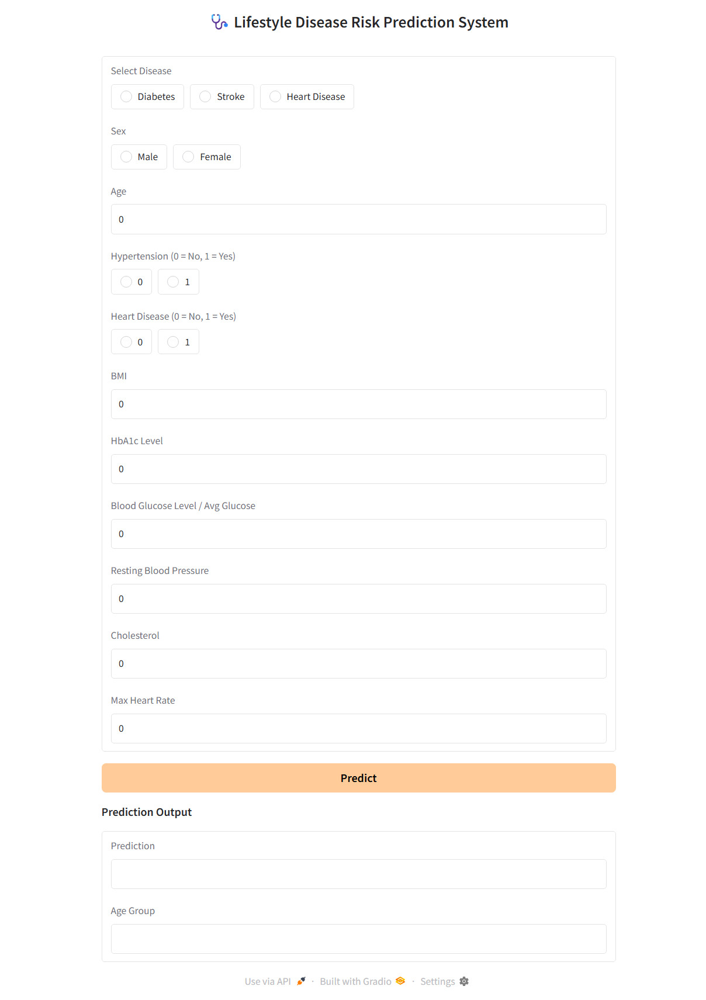 Lifestyle Disease Risk Prediction System
Select Disease
Diabetes Stroke Heart Disease
Sex
Male Female
Age
0
Hypertension (0 = No, 1 = Yes)
0 1
Heart Disease (0 = No, 1 = Yes)
0 1
BMI
0
HbA1c Level
0
Blood Glucose Level / Avg Glucose
0
Resting Blood Pressure
0
Cholesterol
0
Max Heart Rate
0
Predict
Prediction Output
Prediction
Age Group
Use via API · Built with Gradio · Settings